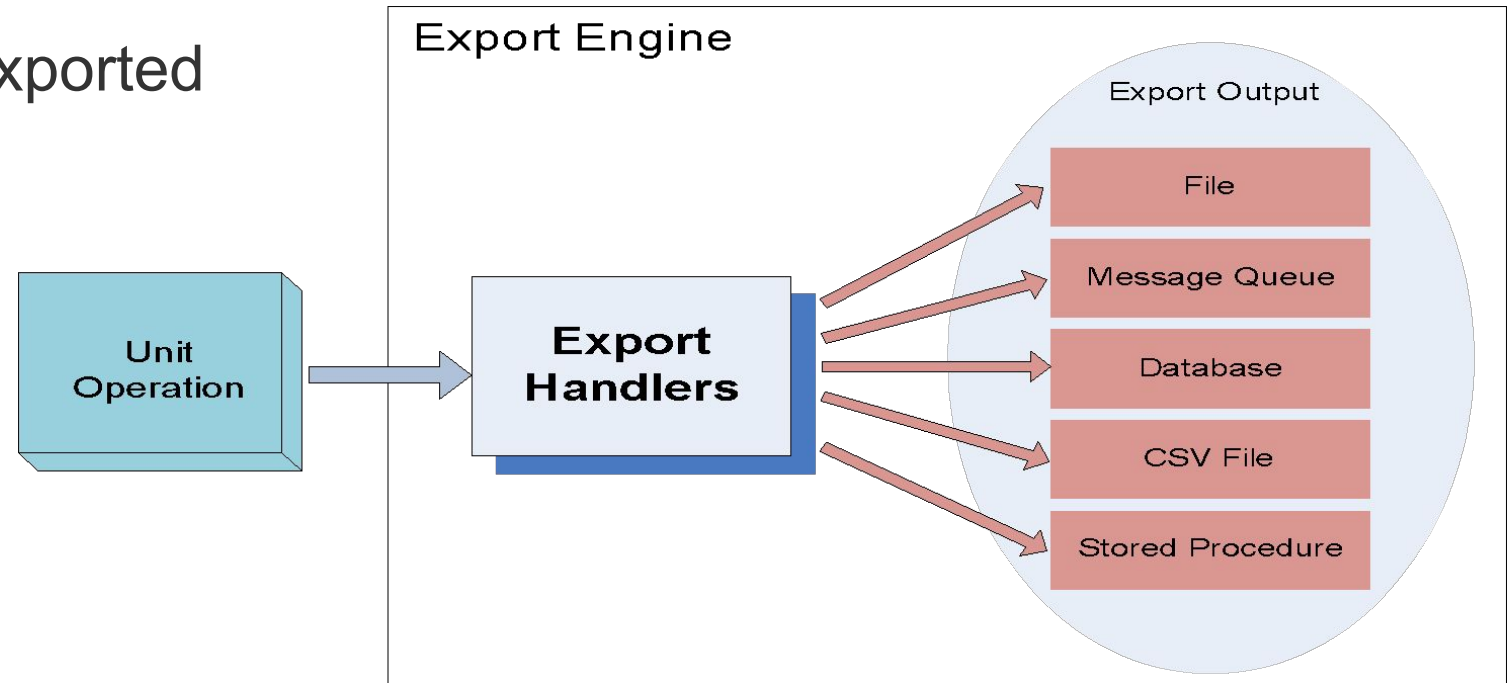 xported
Export Engine
Export Output
File
Message Queue
Database
CSV File
Stored Procedure
Unit
Operation
Export
Handlers